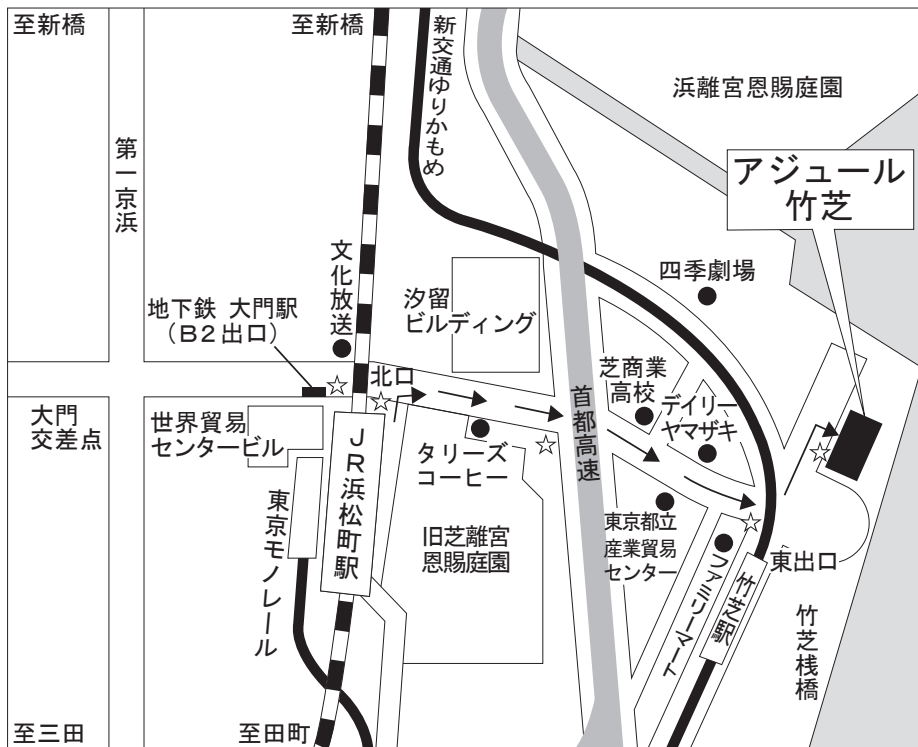 至新橋
至新橋
新交通ゆりかもめ
浜離宮恩賜庭園
第一京浜
アジュール
竹芝
文化放送
四季劇場
汐留
ビルディング
地下鉄 大門駅
(B2出口)
北口
芝商業
高校
デイリー
ヤマザキ
首都高速
大門
交差点
世界貿易
センタービル
JR浜松町駅
タリーズ
コーヒー
東京モノレール
旧芝離宮
恩賜庭園
東京都立
産業貿易
センター
ファミリーマート
竹芝駅
東出口
竹芝桟橋
至三田
至田町